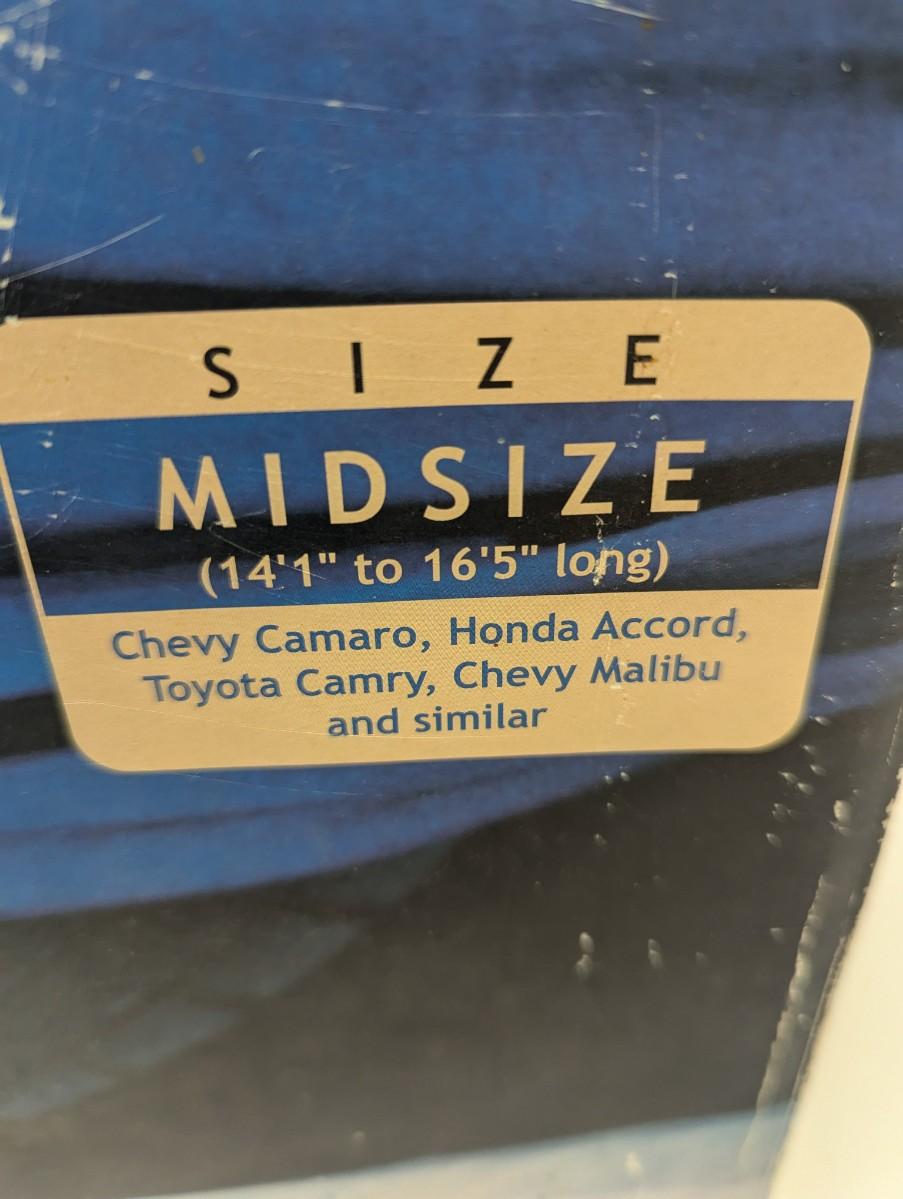 SIZE
MIDSIZE
(14'1" to 16'5" long)
Chevy Camaro, Honda Accord,
Toyota Camry, Chevy Malibu
and similar